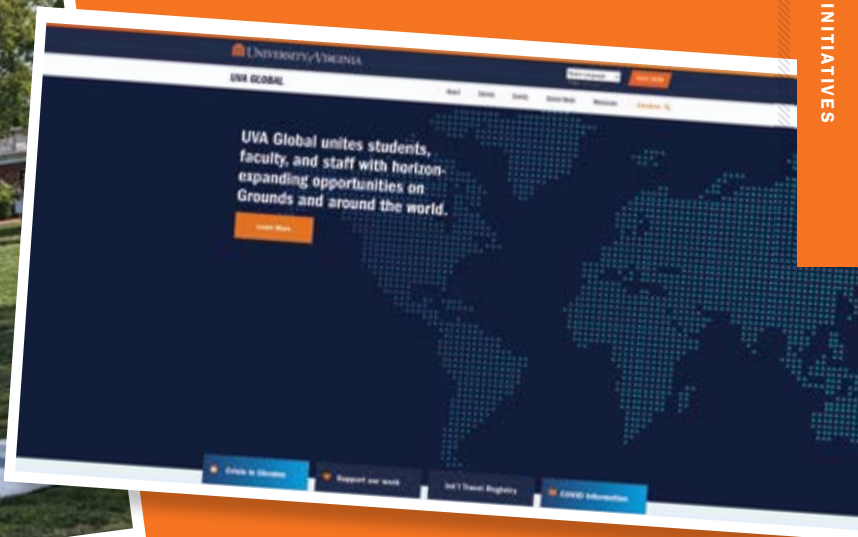 INITIATIVES
UNIVERSITY of VIRGINIA
UVA GLOBAL
UVA Global unites students,
faculty, and staff with horizon-
expanding opportunities on
Grounds and around the world.
Learn More
Crisis in Ukraine
Support our work
Int'l Travel Registry
COVID Information